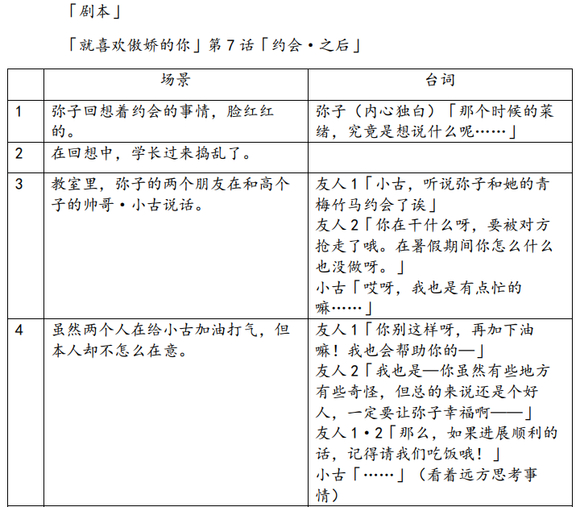 「剧本」
「就喜欢傲娇的你」第 7 话「约会·之后」
场景
台词
1
弥子回想着约会的事情，脸红红
的。
弥子（内心独白）「那个时候的菜
绪，究竟是想说什么呢……」
2
在回想中，学长过来捣乱了。
3
教室里，弥子的两个朋友在和高个
子的帅哥·小古说话。
友人 1「小古，听说弥子和她的青
梅竹马约会了诶」
友人 2「你在干什么呀，要被对方
抢走了哦。在暑假期间你怎么什么
也没做呀。」
小古「哎呀，我也是有点忙的
嘛……」
4
虽然两个人在给小古加油打气，但
本人却不怎么在意。
友人 1「你别这样呀，再加下油
嘛！我也会帮助你的—」
友人 2「我也是—你虽然有些地方
有些奇怪，但总的来说还是个好
人，一定要让弥子幸福啊——」
友人 1·2「那么，如果进展顺利的
话，记得请我们吃饭哦！」
小古「……」（看着远方思考事
情）